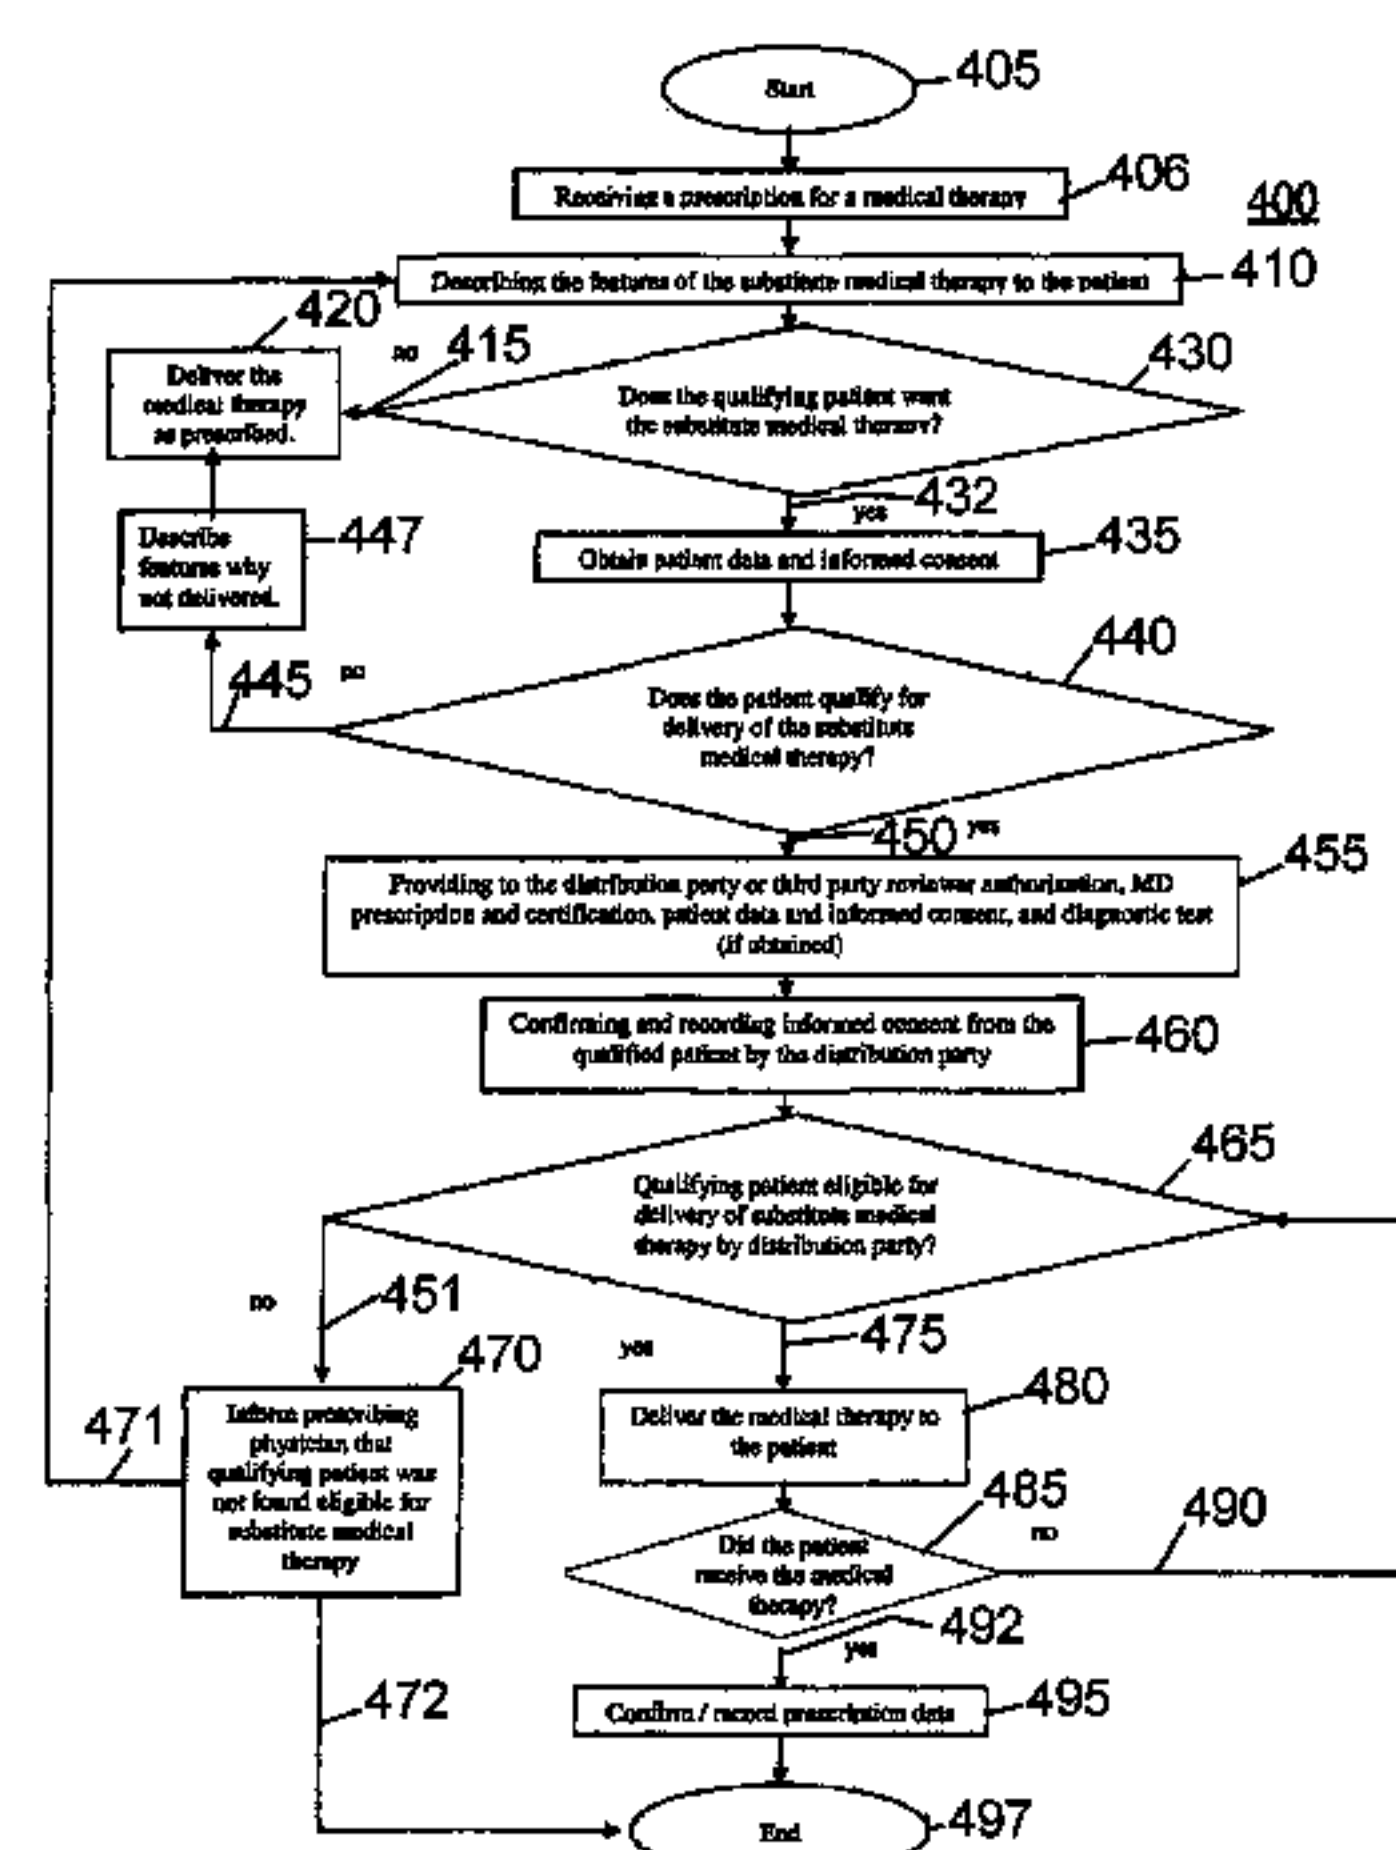 Start
405
Receiving a prescription for a medical therapy
406
400
Describing the features of the substitute medical therapy to the patient
410
420
no
415
430
Deliver the
medical therapy
as prescribed.
Does the qualifying patient want
the substitute medical therapy?
432
yes
Describe
features why
not delivered.
447
Obtain patient data and informed consent
435
440
445
no
Does the patient qualify for
delivery of the substitute
medical therapy?
450
yes
455
Providing to the distribution party or third party reviewer authorization, MD
prescription and certification, patient data and informed consent, and diagnostic test
(if obtained)
Confirming and recording informed consent from the
qualified patient by the distribution party
460
465
Qualifying patient eligible for
delivery of substitute medical
therapy by distribution party?
no
451
475
yes
470
480
471
Inform prescribing
physician that
qualifying patient was
not found eligible for
substitute medical
therapy
Deliver the medical therapy to
the patient
485
no
490
Did the patient
receive the medical
therapy?
492
yes
472
Confirm / record prescription data
495
End
497